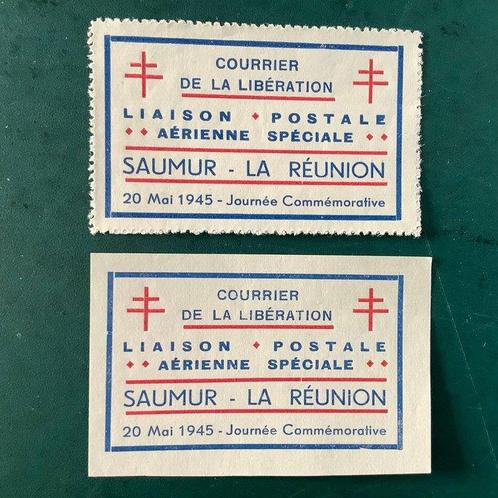 COURRIER
DE LA LIBÉRATION
LIAISON POSTALE
AÉRIENNE SPÉCIALE
SAUMUR - LA RÉUNION
20 Mai 1945 - Journée Commémorative
COURRIER
DE LA LIBÉRATION
LIAISON POSTALE
AÉRIENNE SPÉCIALE
SAUMUR - LA RÉUNION
20 Mai 1945 - Journée Commémorative